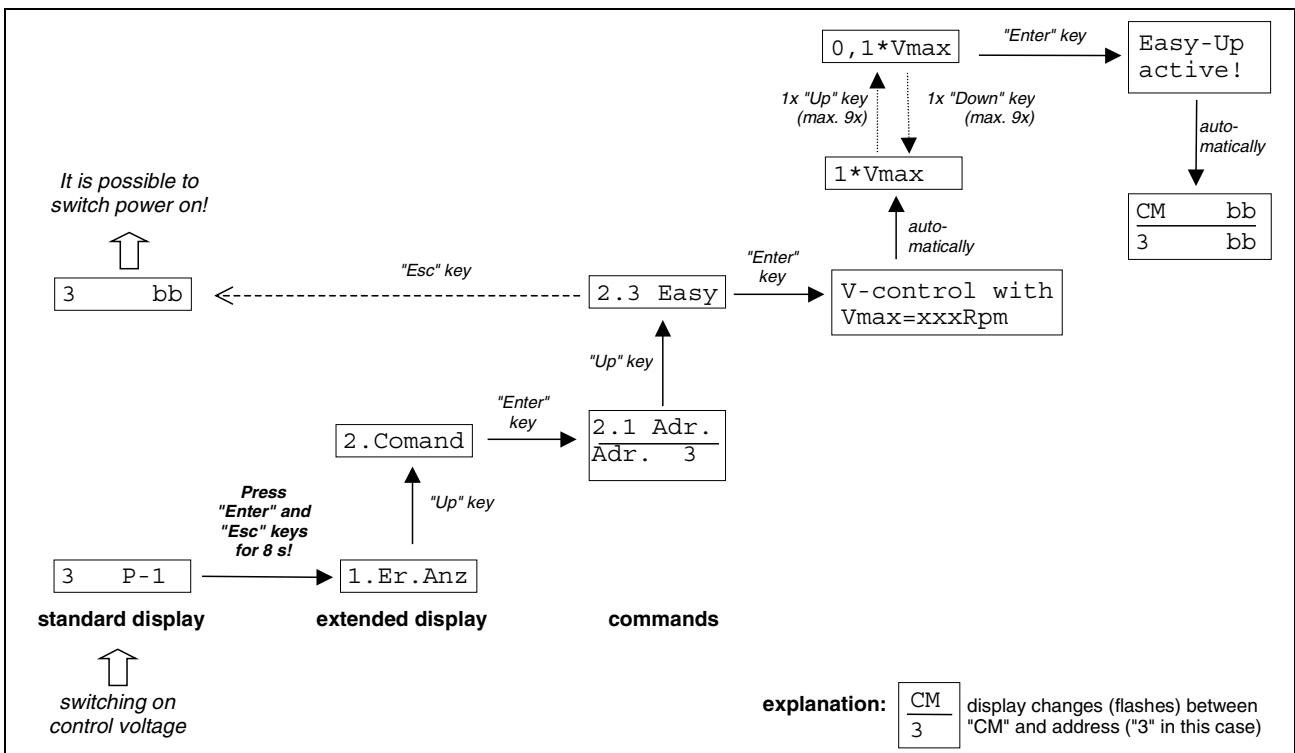 0,1*Vmax
"Enter" key
Easy-Up
active!
1x "Up" key
(max. 9x)
1x "Down" key
(max. 9x)
auto-
matically
1*Vmax
CM bb
3 bb
It is possible to
switch power on!
auto-
matically
3 bb
"Esc" key
2.3 Easy
"Enter"
key
V-control with
Vmax=xxxRpm
"Up" key
2.Comand
"Enter"
key
2.1 Adr.
Adr. 3
Press
"Enter" and
"Esc" keys
for 8 s!
"Up" key
3 P-1
1.Er.Anz
standard display
extended display
commands
switching on
control voltage
explanation:
CM
3
display changes (flashes) between
"CM" and address ("3" in this case)